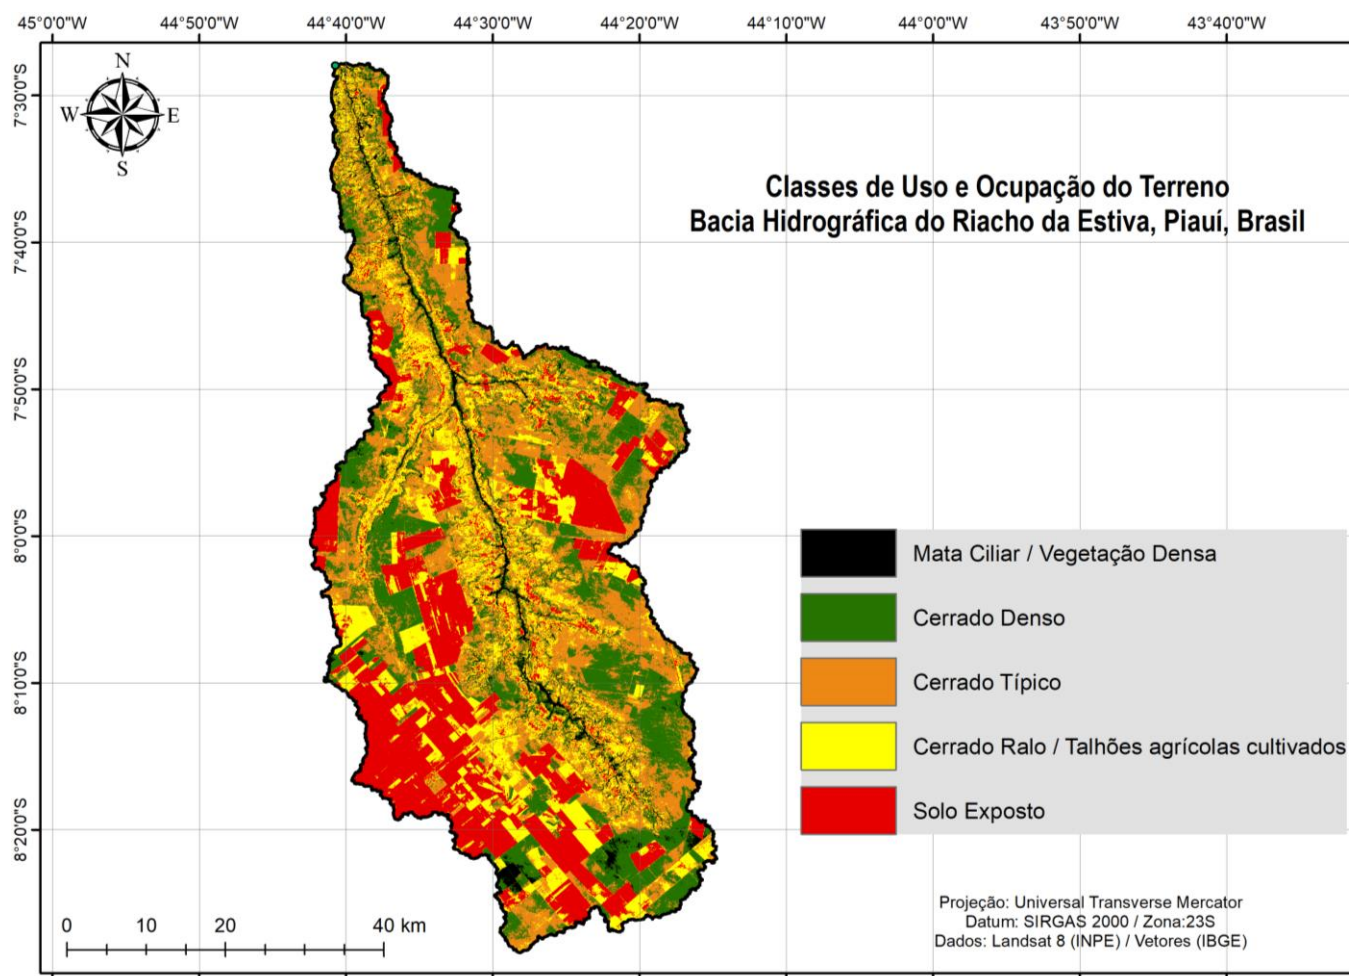 45°0'0"W 44°50'0"W 44°40'0"W 44°30'0"W 44°20'0"W 44°10'0"W 44°0'0"W 43°50'0"W 43°40'0"W
N
W E
S
7°30'0"S
7°40'0"S
7°50'0"S
8°0'0"S
8°10'0"S
8°20'0"S
Classes de Uso e Ocupação do Terreno
Bacia Hidrográfica do Riacho da Estiva, Piauí, Brasil
Mata Ciliar / Vegetação Densa
Cerrado Denso
Cerrado Típico
Cerrado Ralo / Talhões agrícolas cultivados
Solo Exposto
0 10 20 40 km
Projeção: Universal Transverse Mercator
Datum: SIRGAS 2000 / Zona:23S
Dados: Landsat 8 (INPE) / Vetores (IBGE)